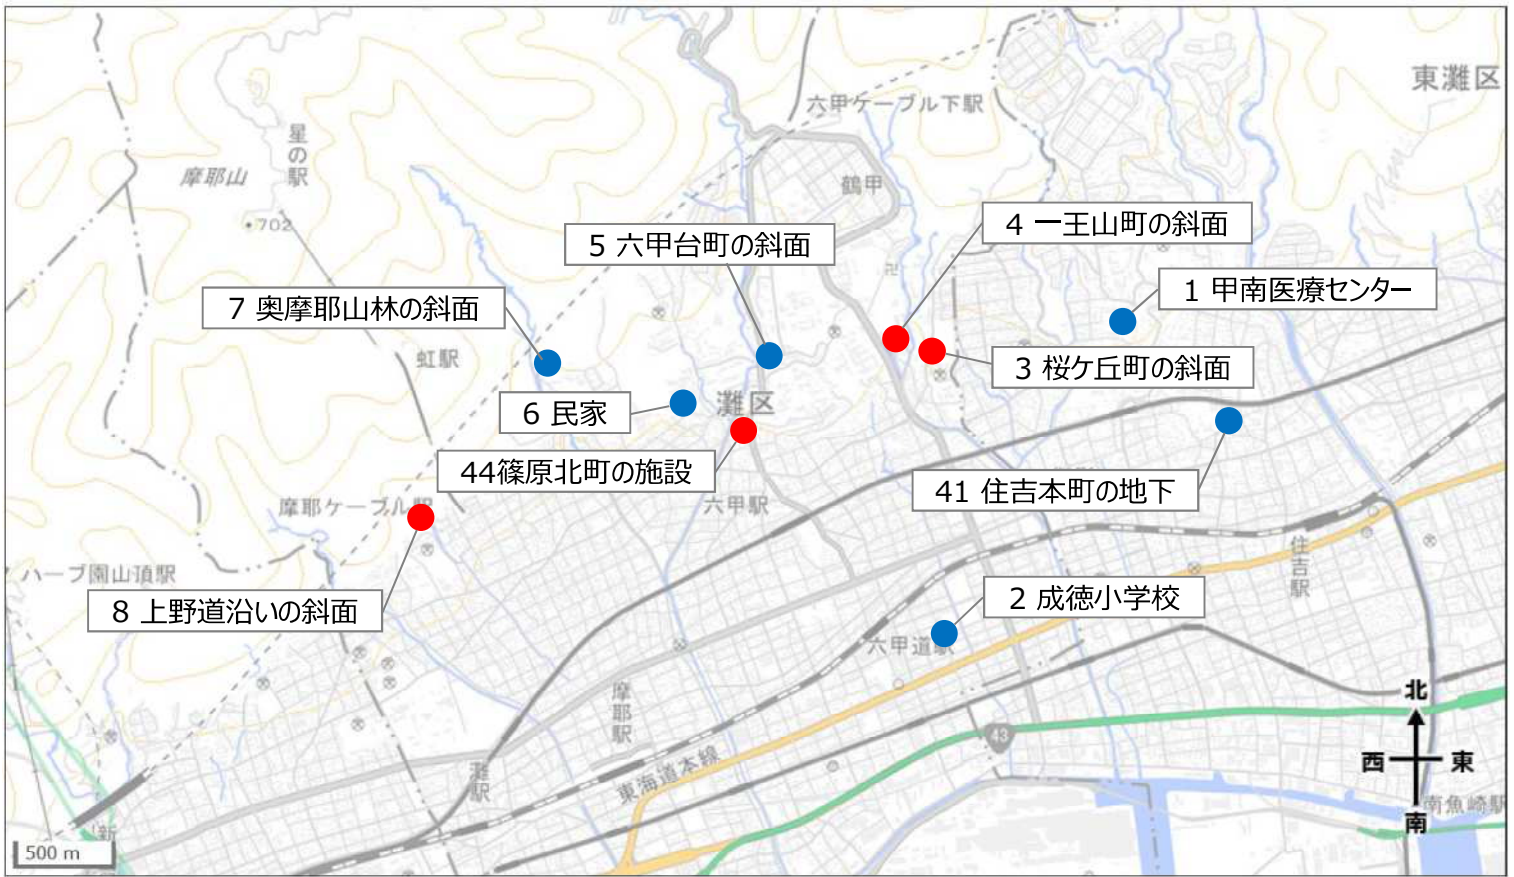 東灘区
六甲ケーブル下駅
星の駅
摩耶山
・702
鶴甲
4 一王山町の斜面
5 六甲台町の斜面
1 甲南医療センター
7 奥摩耶山林の斜面
虹駅
3 桜ケ丘町の斜面
6 民家
灘区
44篠原北町の施設
41 住吉本町の地下
摩耶ケーブル駅
六甲駅
住吉駅
ハーブ園山頂駅
8 上野道沿いの斜面
2 成徳小学校
六甲道駅
摩耶駅
北
43
西
東
東海道本線
灘駅
南魚崎駅
南
新
500 m